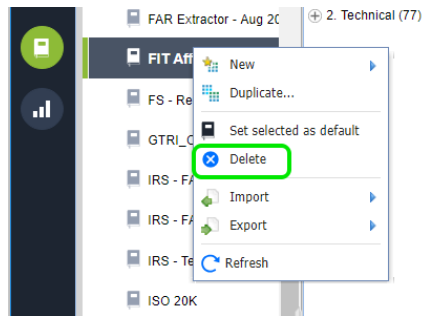 FAR Extractor - Aug 20
2. Technical (77)
FIT Aff
New
Duplicate...
FS - Re
Set selected as default
GTRI_
Delete
IRS - FA
Import
IRS - FA
Export
IRS - Te
Refresh
ISO 20K